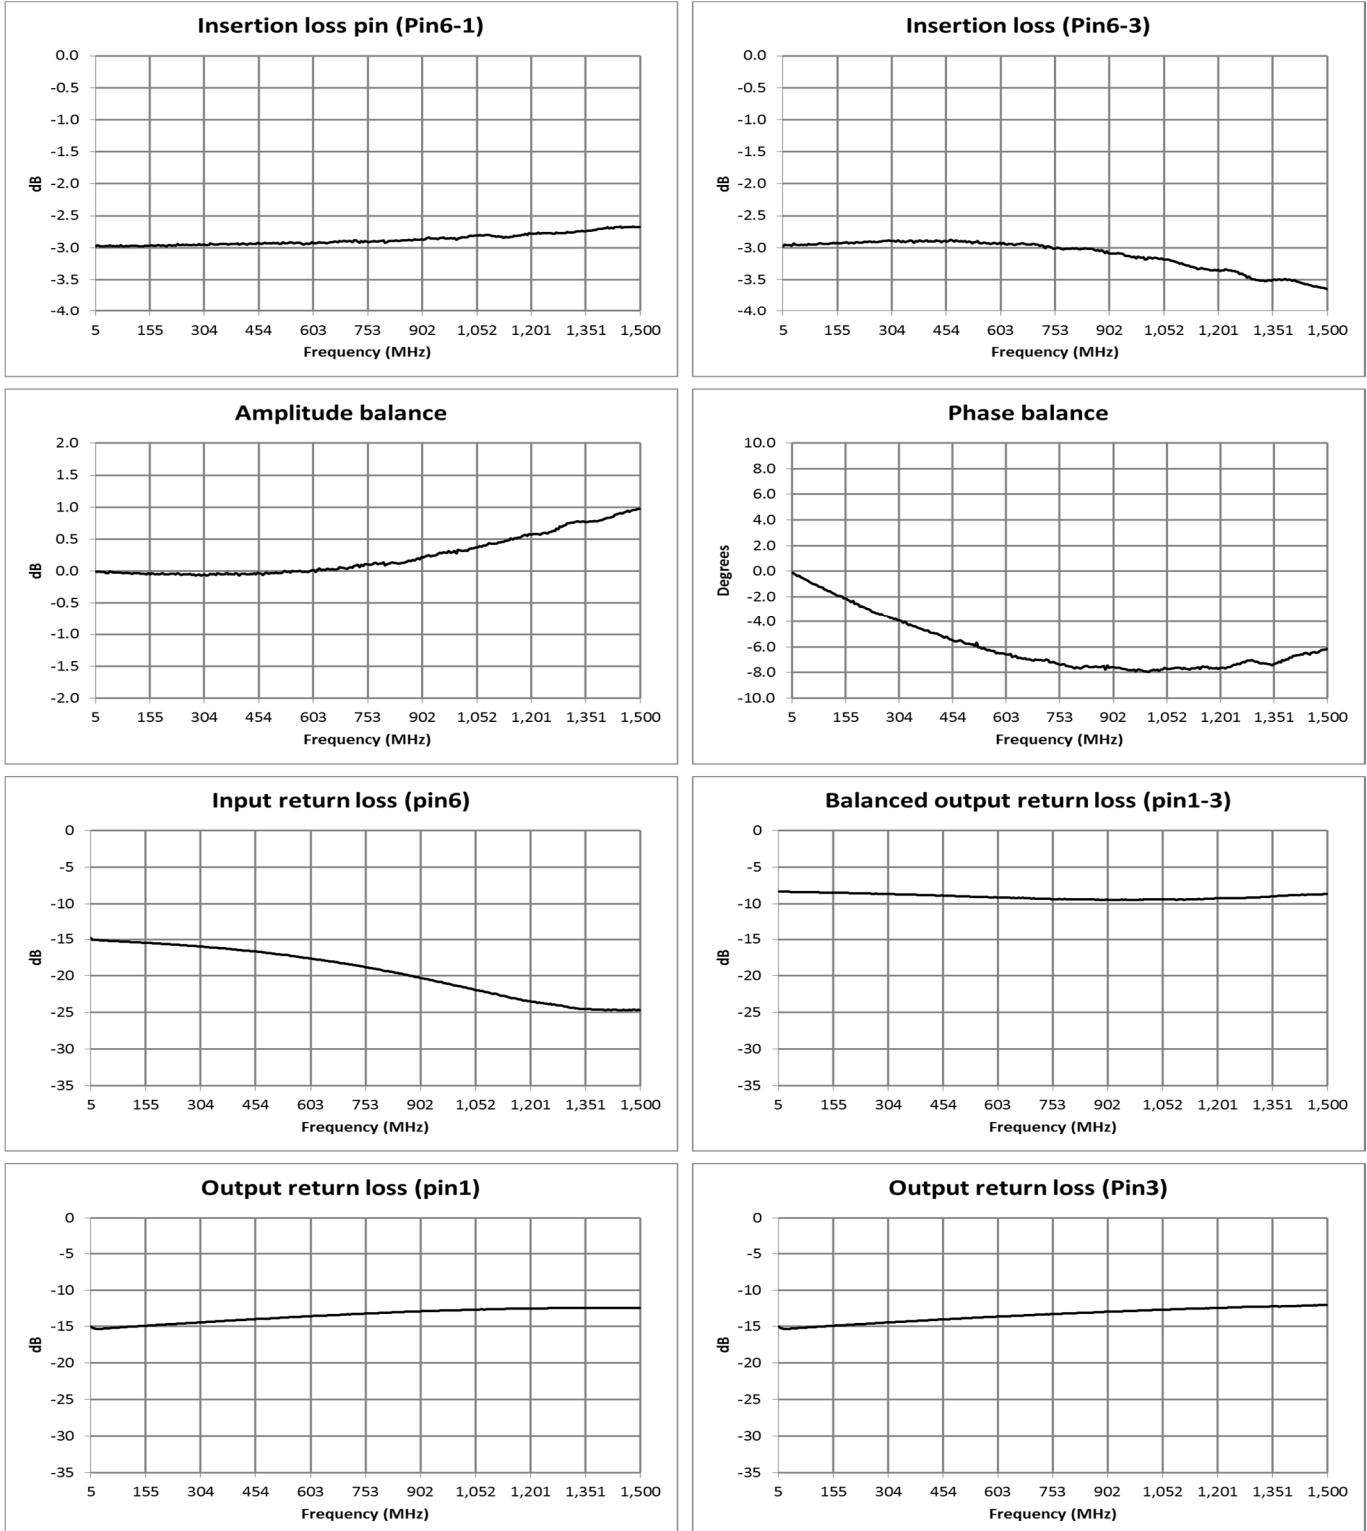 Insertion loss pin (Pin6-1)
0.0
-0.5
-1.0
-1.5
-2.0
-2.5
-3.0
-3.5
-4.0
dB
5 155 304 454 603 753 902 1,052 1,201 1,351 1,500
Frequency (MHz)
Insertion loss (Pin6-3)
0.0
-0.5
-1.0
-1.5
-2.0
-2.5
-3.0
-3.5
-4.0
dB
5 155 304 454 603 753 902 1,052 1,201 1,351 1,500
Frequency (MHz)
Amplitude balance
2.0
1.5
1.0
0.5
0.0
-0.5
-1.0
-1.5
-2.0
dB
5 155 304 454 603 753 902 1,052 1,201 1,351 1,500
Frequency (MHz)
Phase balance
10.0
8.0
6.0
4.0
2.0
0.0
-2.0
-4.0
-6.0
-8.0
-10.0
Degrees
5 155 304 454 603 753 902 1,052 1,201 1,351 1,500
Frequency (MHz)
Input return loss (pin6)
0
-5
-10
-15
-20
-25
-30
-35
dB
5 155 304 454 603 753 902 1,052 1,201 1,351 1,500
Frequency (MHz)
Balanced output return loss (pin1-3)
0
-5
-10
-15
-20
-25
-30
-35
dB
5 155 304 454 603 753 902 1,052 1,201 1,351 1,500
Frequency (MHz)
Output return loss (pin1)
0
-5
-10
-15
-20
-25
-30
-35
dB
5 155 304 454 603 753 902 1,052 1,201 1,351 1,500
Frequency (MHz)
Output return loss (Pin3)
0
-5
-10
-15
-20
-25
-30
-35
dB
5 155 304 454 603 753 902 1,052 1,201 1,351 1,500
Frequency (MHz)